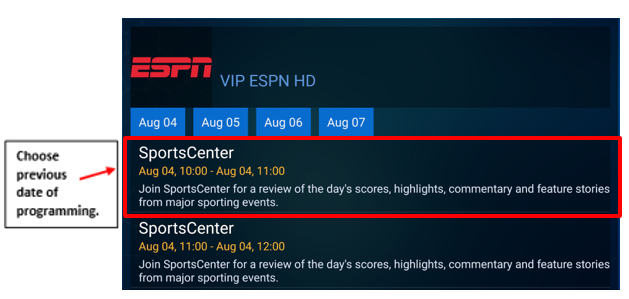 ESPN
VIP ESPN HD
Aug 04
Aug 05
Aug 06
Aug 07
Choose
previous
date of
programming.
SportsCenter
Aug 04, 10:00 - Aug 04, 11:00
Join SportsCenter for a review of the day's scores, highlights, commentary and feature stories
from major sporting events.
SportsCenter
Aug 04, 11:00 - Aug 04, 12:00
Join SportsCenter for a review of the day's scores, highlights, commentary and feature stories
from major sporting events.